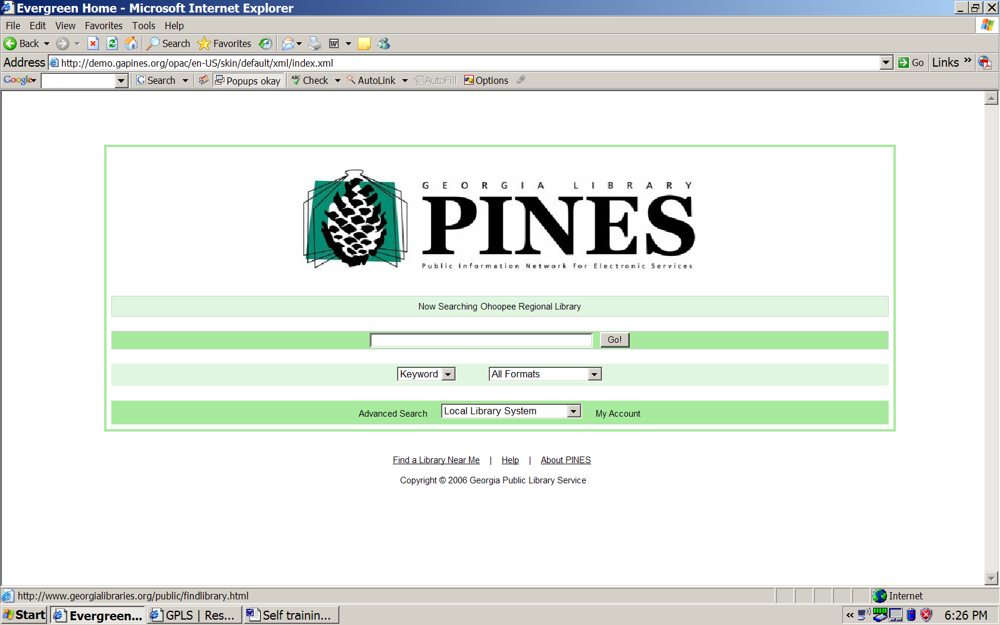 Evergreen Home - Microsoft Internet Explorer
File Edit View Favorites Tools Help
Back Search Favorites
Address http://demo.gapines.org/opac/en-US/skin/default/xml/index.xml Go Links »
Google Search Popups okay ABC Check AutoLink AutoFill Options
GEORGIA LIBRARY
PINES
Public Information Network for Electronic Services
Now Searching Ohoopee Regional Library
Go!
Keyword All Formats
Advanced Search Local Library System My Account
Find a Library Near Me | Help | About PINES
Copyright © 2006 Georgia Public Library Service
http://www.georgialibraries.org/public/findlibrary.html Internet
Start Evergreen... GPLS | Res... Self trainin... « 6:26 PM